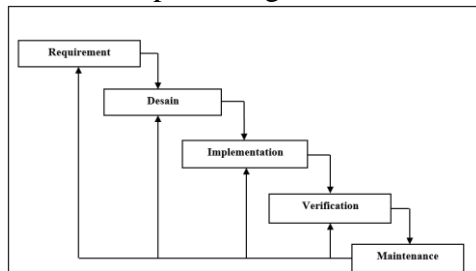 Requirement
Desain
Implementation
Verification
Maintenance